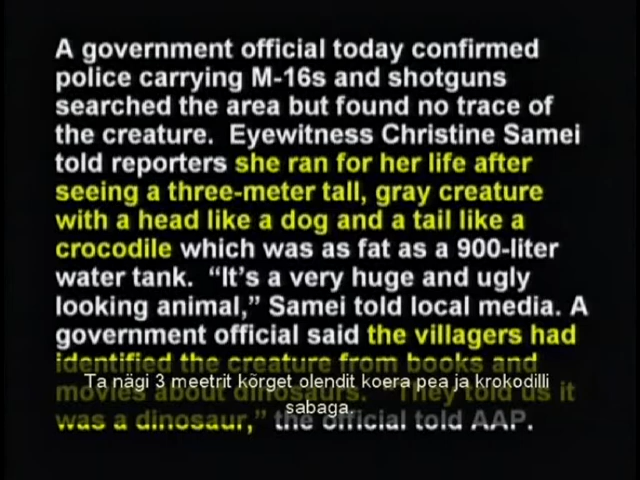 A government official today confirmed
police carrying M-16s and shotguns
searched the area but found no trace of
the creature.  Eyewitness Christine Samei
told reporters she ran for her life after
seeing a three-meter tall, gray creature
with a head like a dog and a tail like a
crocodile which was as fat as a 900-liter
water tank.  “It’s a very huge and ugly
looking animal,” Samei told local media. A
government official said the villagers had
identified the creature from books and
movies about dinosaurs.  “They told us it
was a dinosaur,” the official told AAP.
Ta nägi 3 meetrit kõrget olendit koera pea ja krokodilli
sabaga.